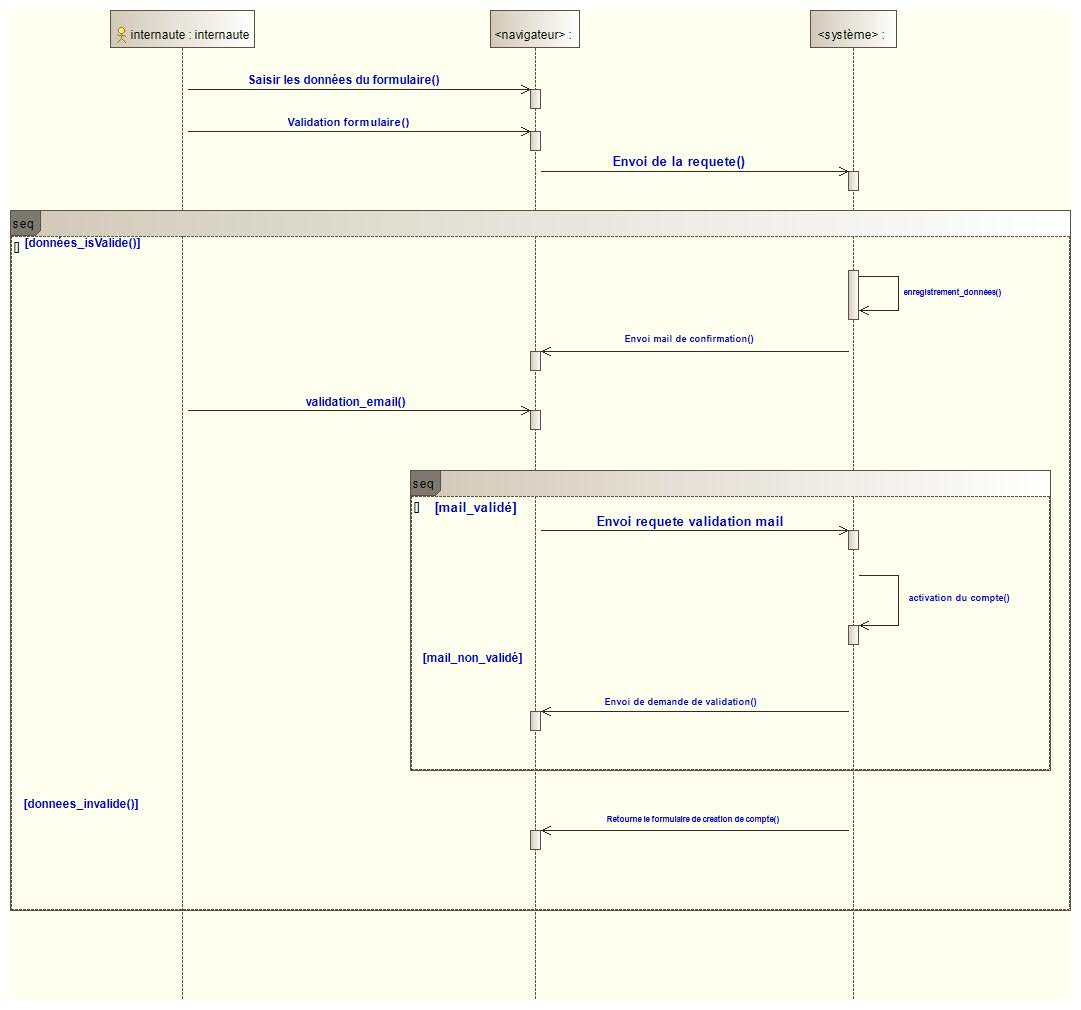 internaute : internaute
<navigateur> :
<système> :
Saisir les données du formulaire()
Validation formulaire()
Envoi de la requete()
seq
[données_isValide()]
enregistrement_données()
Envoi mail de confirmation()
validation_email()
seq
[mail_validé]
Envoi requete validation mail
activation du compte()
[mail_non_validé]
Envoi de demande de validation()
[donnees_invalide()]
Retourne le formulaire de creation de compte()